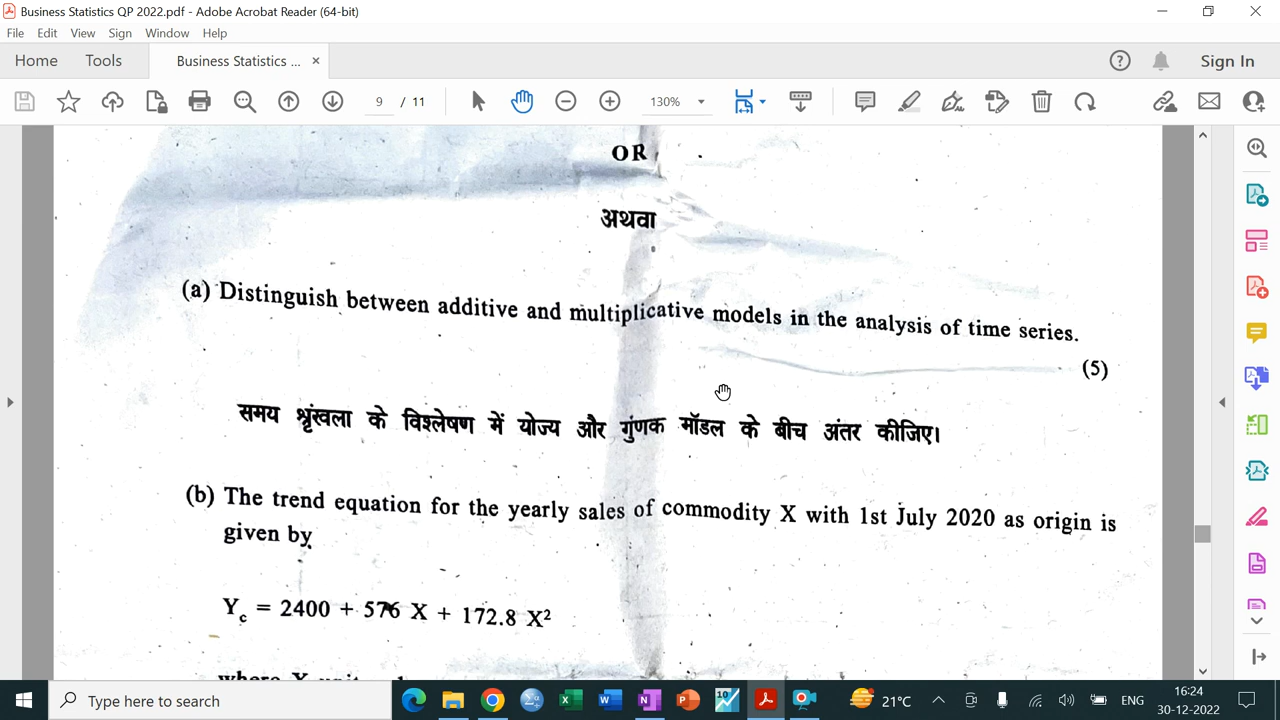 Business Statistics QP 2022.pdf - Adobe Acrobat Reader (64-bit)
File Edit View Sign Window Help
Home Tools Business Statistics ... × Sign In
9 / 11 130%
OR
अथवा
(a) Distinguish between additive and multiplicative models in the analysis of time series.
(5)
समय श्रृंखला के विश्लेषण में योज्य और गुंणक मॉडल के बीच अंतर कीजिए।
(b) The trend equation for the yearly sales of commodity X with 1st July 2020 as origin is
given by
Yc = 2400 + 576 X + 172.8 X²
where X unit
Type here to search
21°C ENG 16:24
30-12-2022